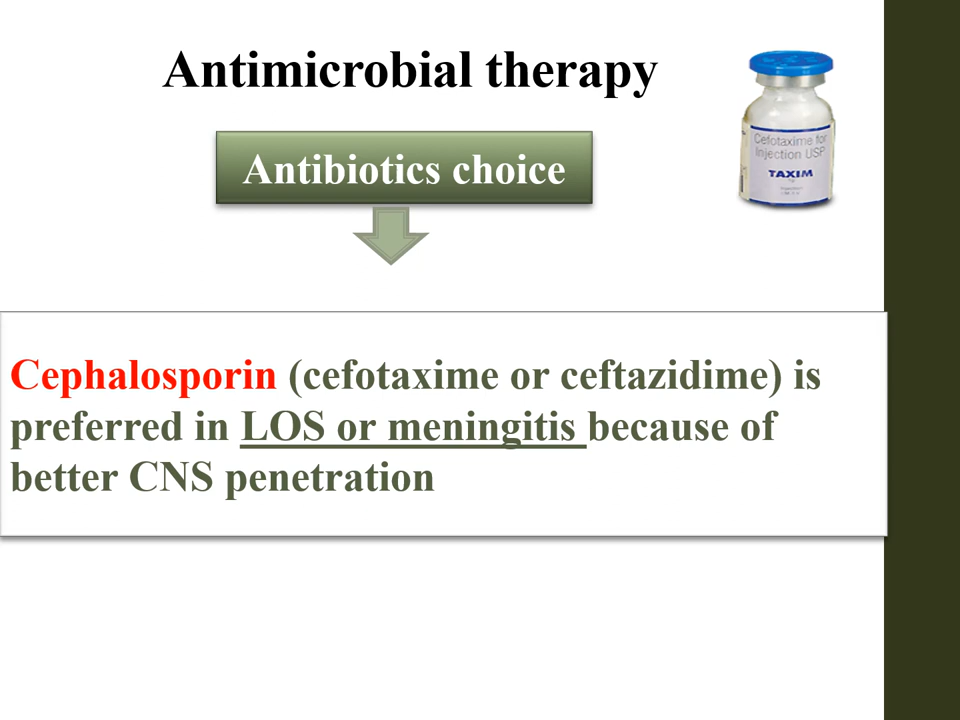 Antimicrobial therapy
Cefotaxime for
Injection USP
TAXIM
Antibiotics choice
Cephalosporin (cefotaxime or ceftazidime) is
preferred in LOS or meningitis because of
better CNS penetration